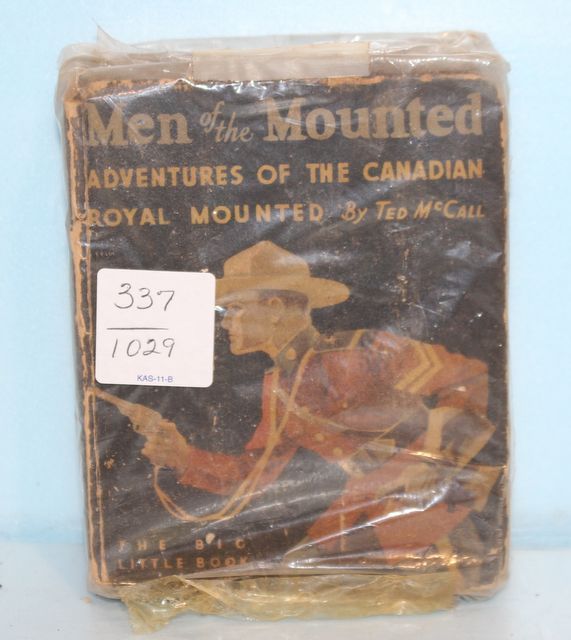 Men of the Mounted
ADVENTURES OF THE CANADIAN
ROYAL MOUNTED By TED McCALL
337
1029
KAS-11-B
THE BIG
LITTLE BOOK